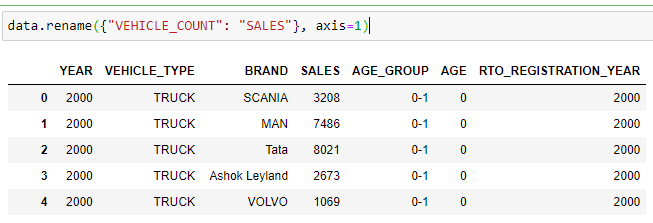 data.rename({"VEHICLE_COUNT": "SALES"}, axis=1)
YEAR VEHICLE_TYPE BRAND SALES AGE_GROUP AGE RTO_REGISTRATION_YEAR
0 2000 TRUCK SCANIA 3208 0-1 0 2000
1 2000 TRUCK MAN 7486 0-1 0 2000
2 2000 TRUCK Tata 8021 0-1 0 2000
3 2000 TRUCK Ashok Leyland 2673 0-1 0 2000
4 2000 TRUCK VOLVO 1069 0-1 0 2000